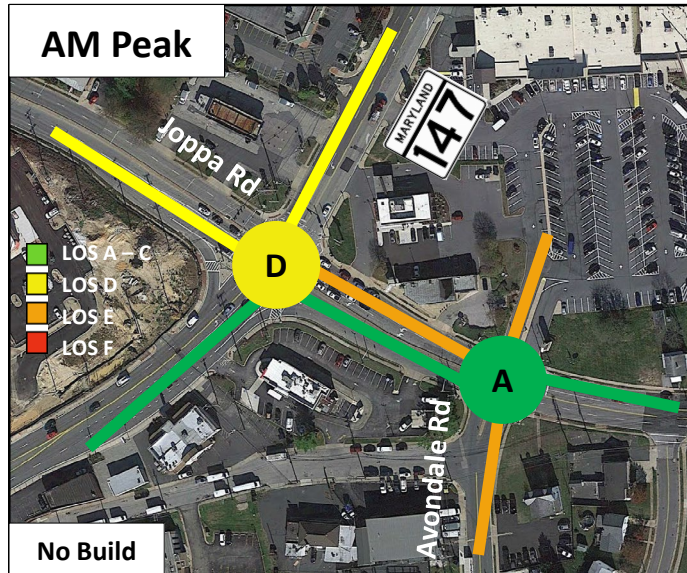 AM Peak
Joppa Rd
MARYLAND
147
D
LOS A – C
LOS D
LOS E
LOS F
A
Avondale Rd
No Build